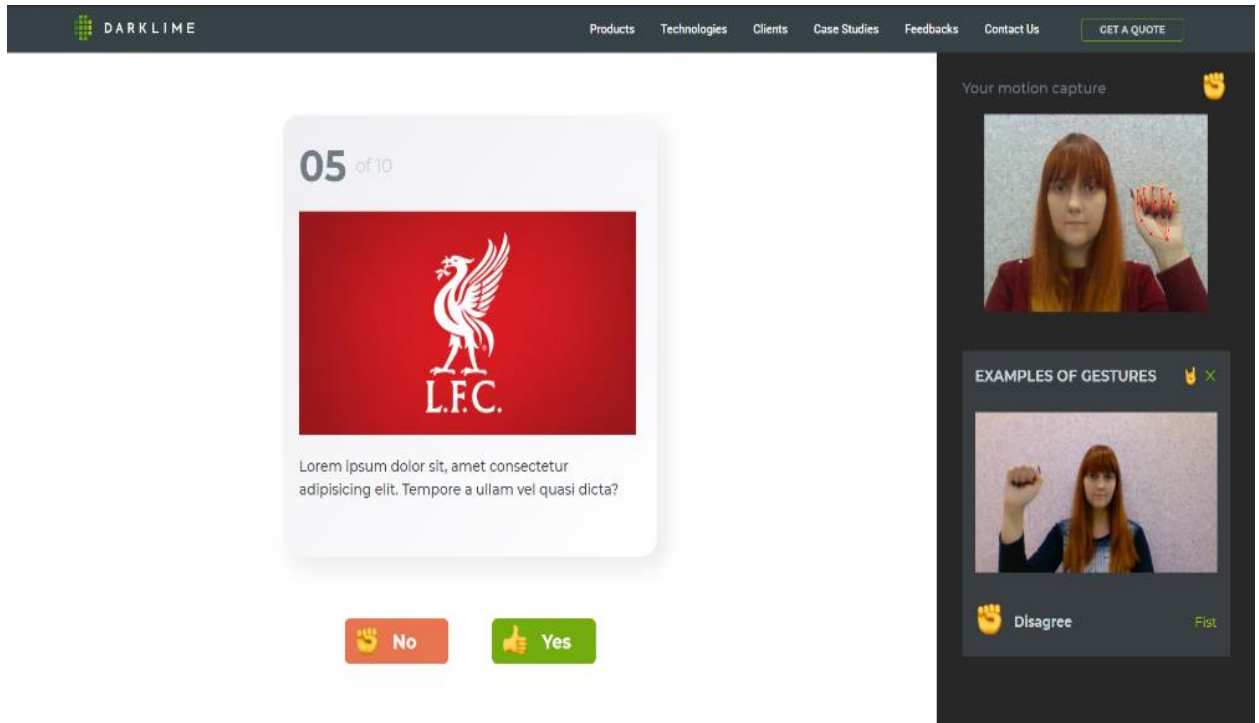 DARKLIME
Products Technologies Clients Case Studies Feedbacks Contact Us GET A QUOTE
05 of 10
L.F.C.
Lorem ipsum dolor sit, amet consectetur
adipisicing elit. Tempore a ullam vel quasi dicta?
No Yes
Your motion capture
EXAMPLES OF GESTURES
Disagree Fist